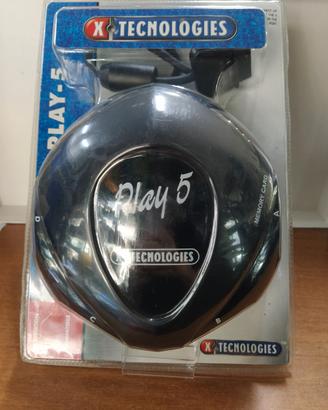 X TECNOLOGIES
PLAY-5
Play 5
X TECNOLOGIES
MEMORY CARD
A
D
C
B
X TECNOLOGIES